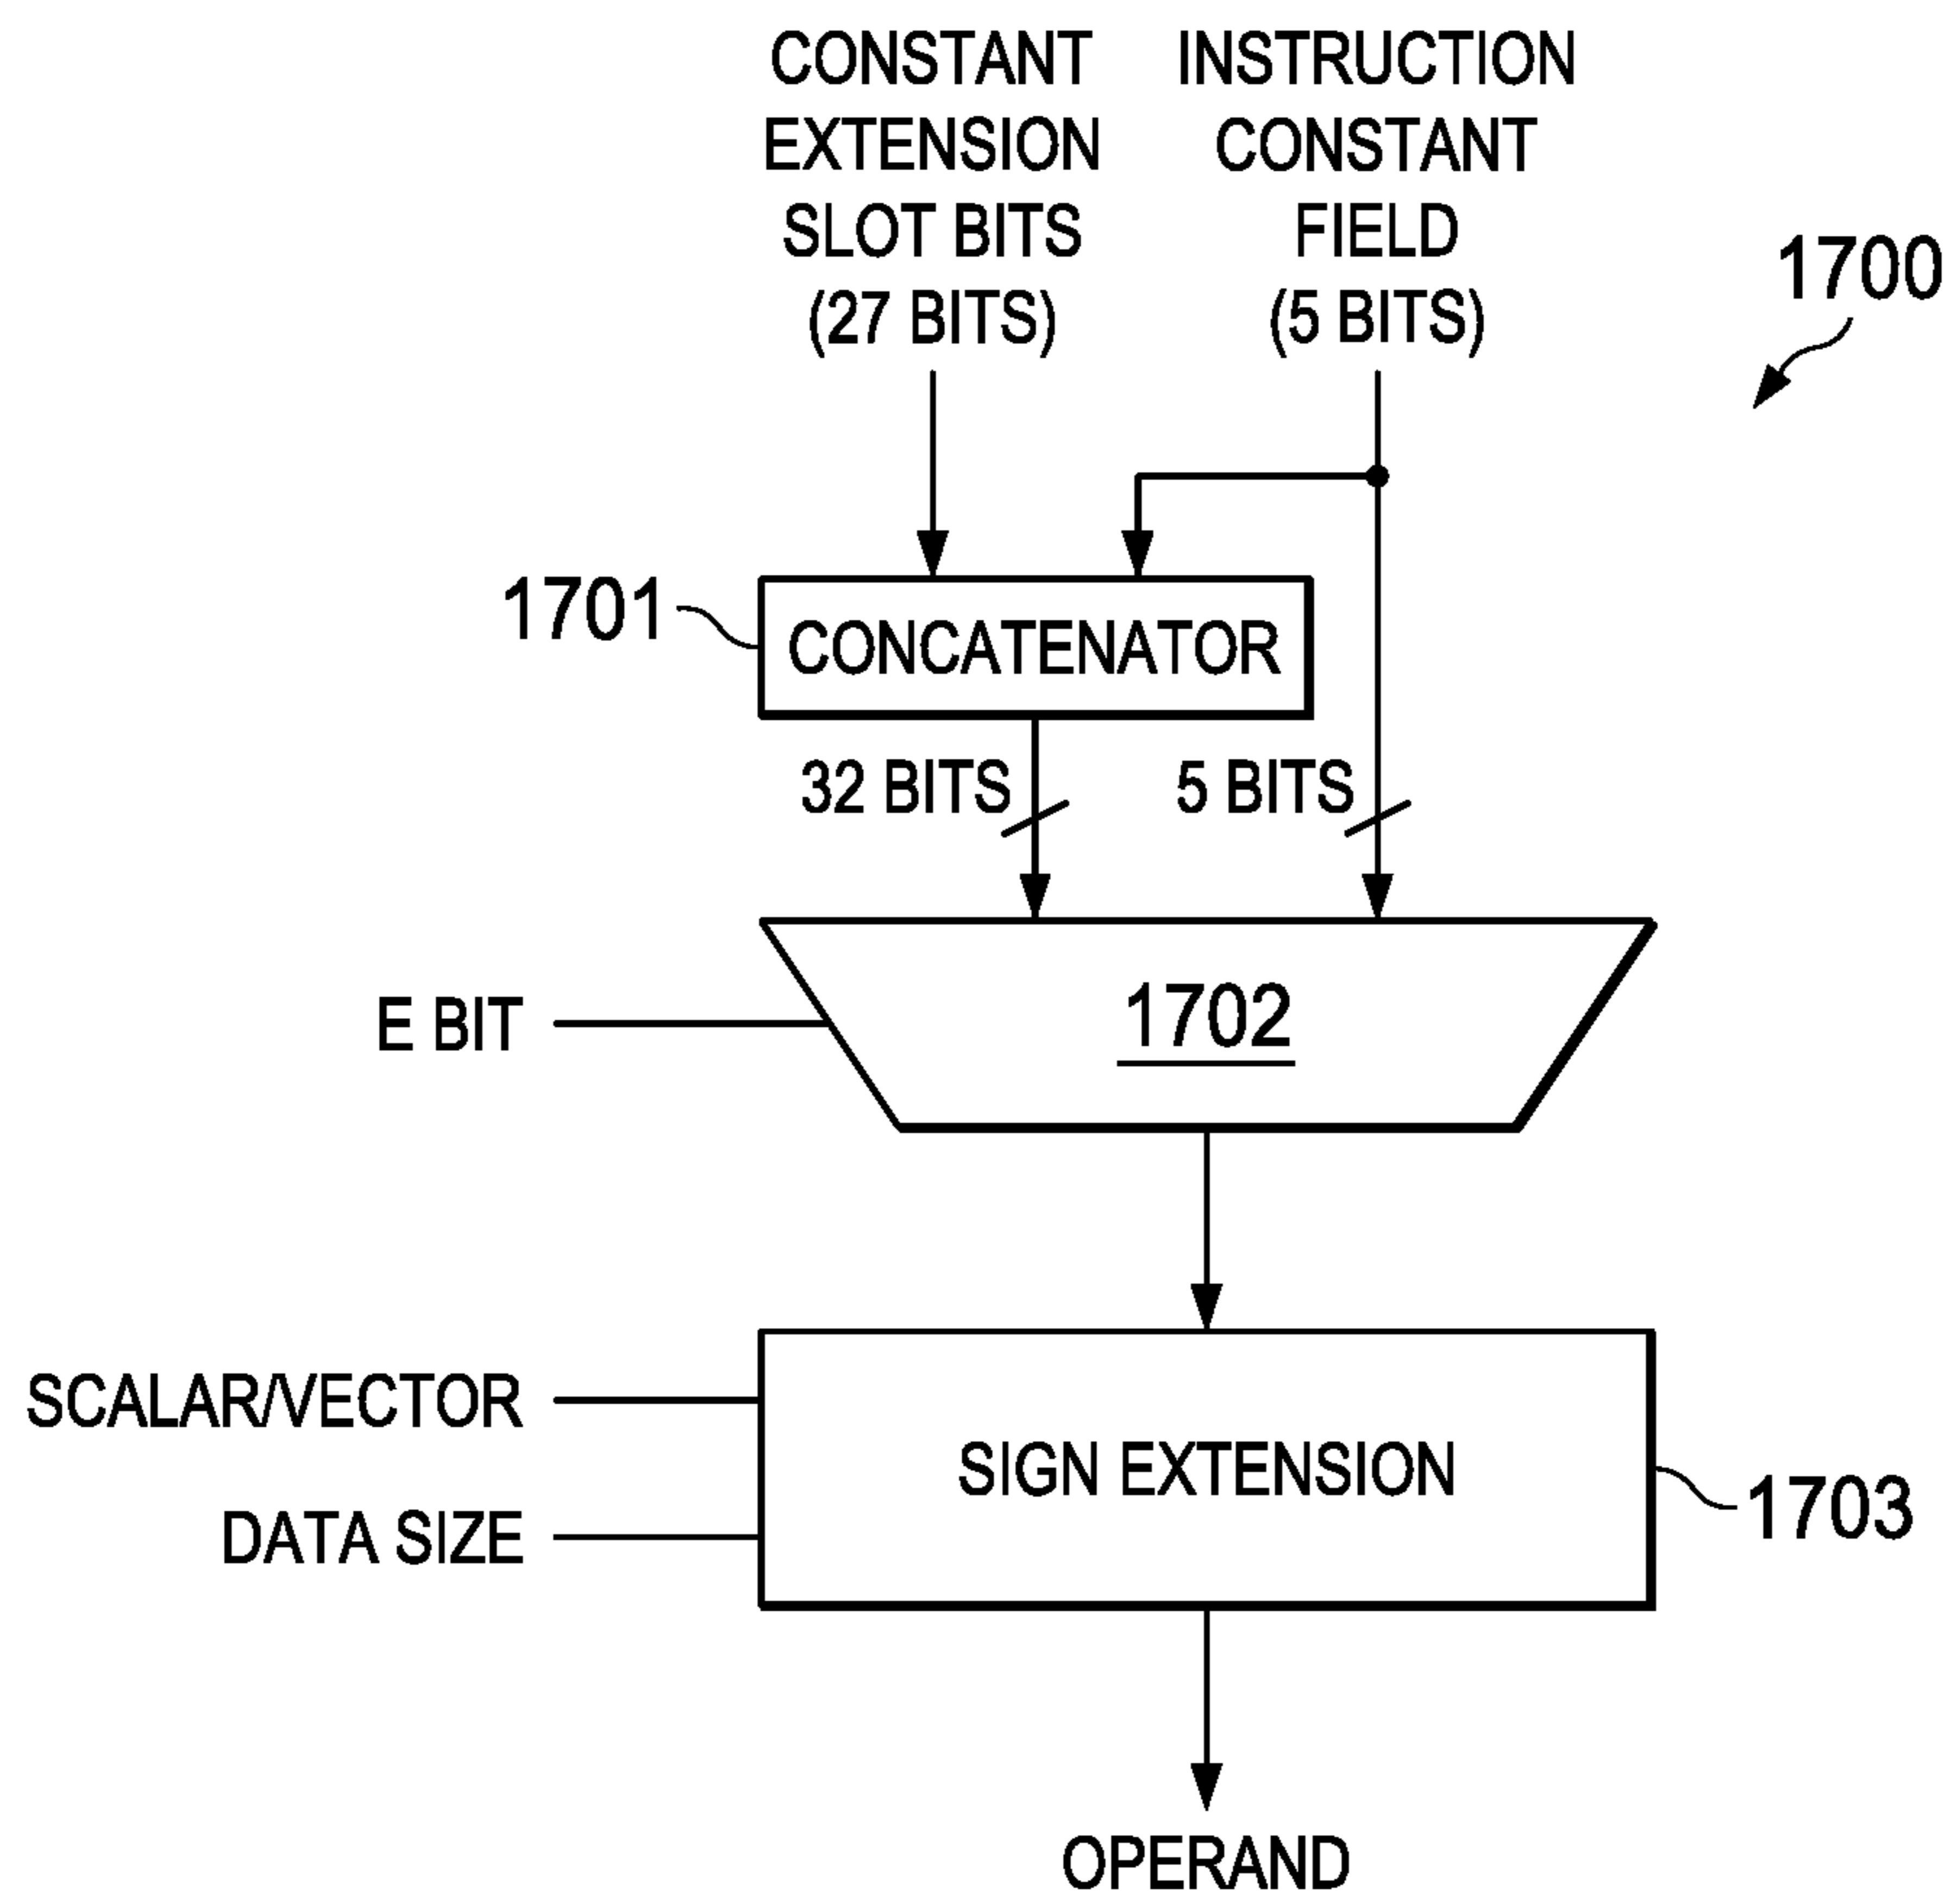 CONSTANT
EXTENSION
SLOT BITS
(27 BITS)
INSTRUCTION
CONSTANT
FIELD
(5 BITS)
1700
1701
CONCATENATOR
32 BITS
5 BITS
E BIT
1702
SCALAR/VECTOR
DATA SIZE
SIGN EXTENSION
1703
OPERAND